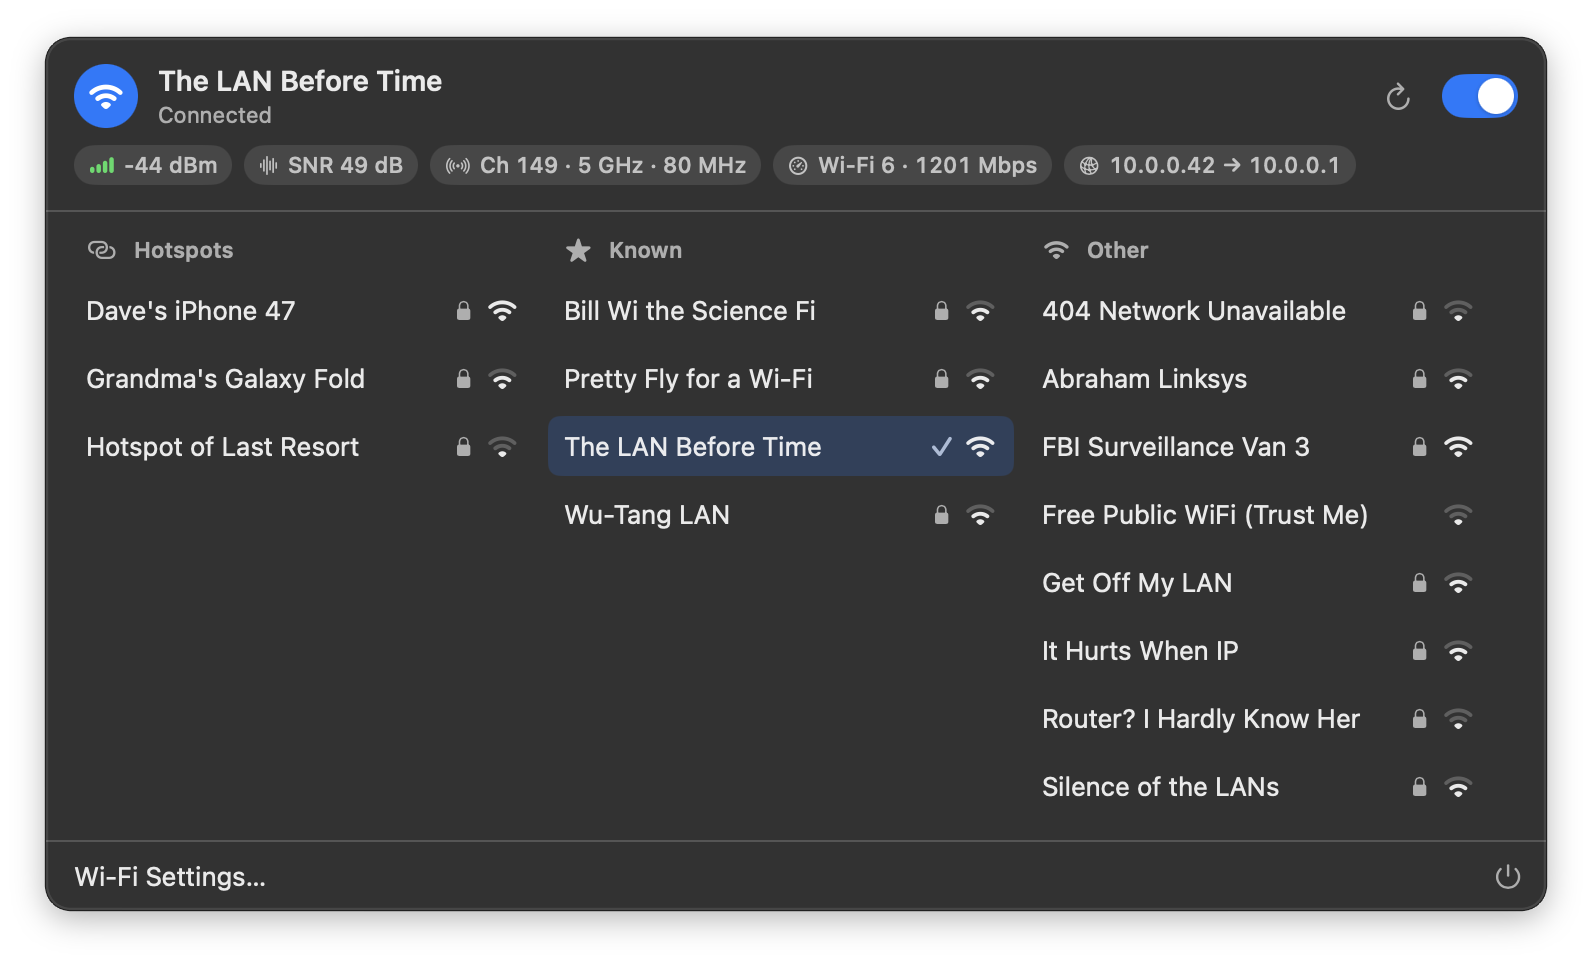 The LAN Before Time
Connected
-44 dBm
SNR 49 dB
Ch 149 · 5 GHz · 80 MHz
Wi-Fi 6 · 1201 Mbps
10.0.0.42 → 10.0.0.1
Hotspots
Dave's iPhone 47
Grandma's Galaxy Fold
Hotspot of Last Resort
Known
Bill Wi the Science Fi
Pretty Fly for a Wi-Fi
The LAN Before Time
Wu-Tang LAN
Other
404 Network Unavailable
Abraham Linksys
FBI Surveillance Van 3
Free Public WiFi (Trust Me)
Get Off My LAN
It Hurts When IP
Router? I Hardly Know Her
Silence of the LANs
Wi-Fi Settings...